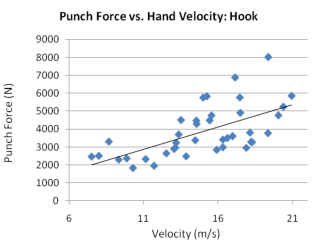 Punch Force vs. Hand Velocity: Hook
Punch Force (N)
9000
8000
7000
6000
5000
4000
3000
2000
1000
0
6 11 16 21
Velocity (m/s)